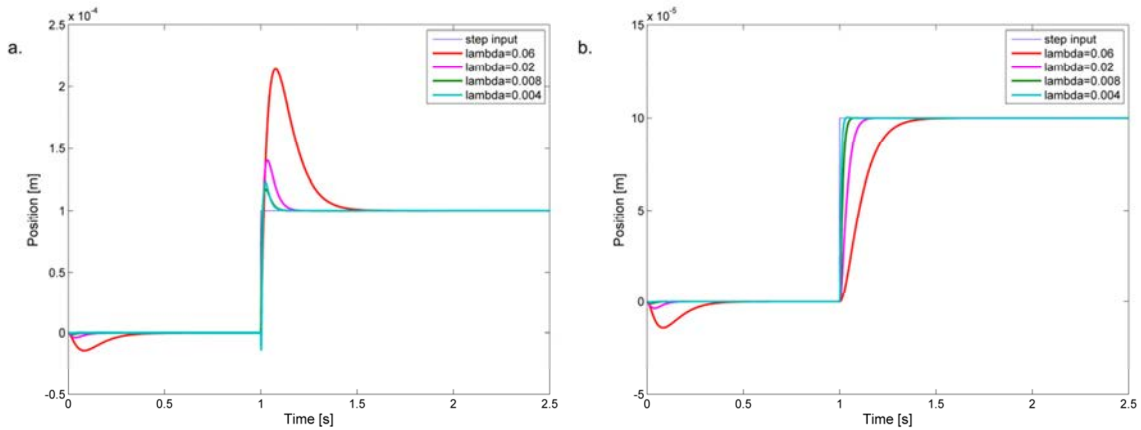 a.
x 10⁻⁴
2.5
2
1.5
1
0.5
0
-0.5
Position [m]
0 0.5 1 1.5 2 2.5
Time [s]
step input
lambda=0.06
lambda=0.02
lambda=0.008
lambda=0.004
b.
x 10⁻⁵
15
10
5
0
-5
Position [m]
0 0.5 1 1.5 2 2.5
Time [s]
step input
lambda=0.06
lambda=0.02
lambda=0.008
lambda=0.004